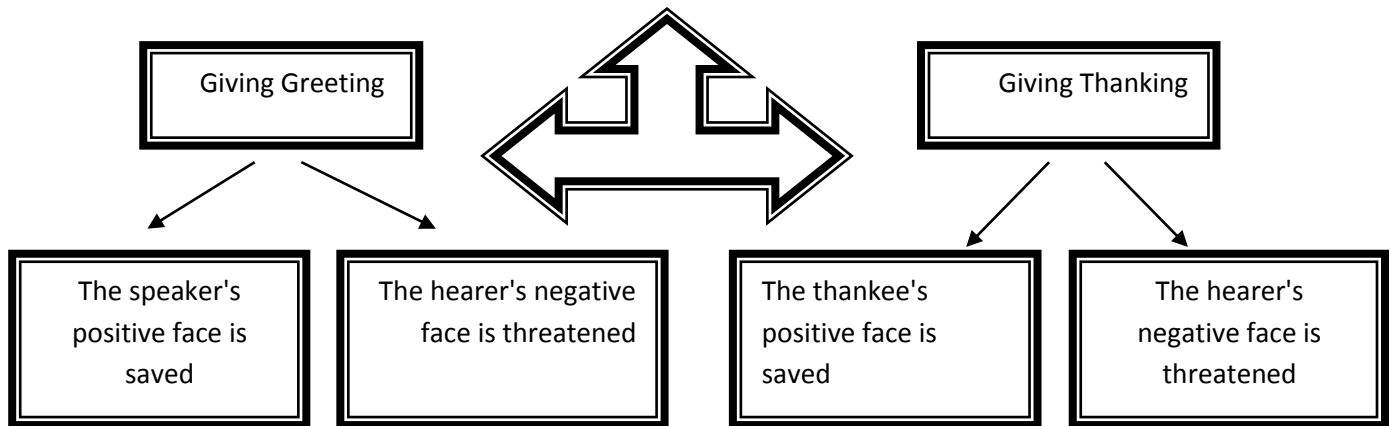 Giving Greeting
Giving Thanking
The speaker's
positive face is
saved
The hearer's negative
face is threatened
The thankee's
positive face is
saved
The hearer's
negative face is
threatened